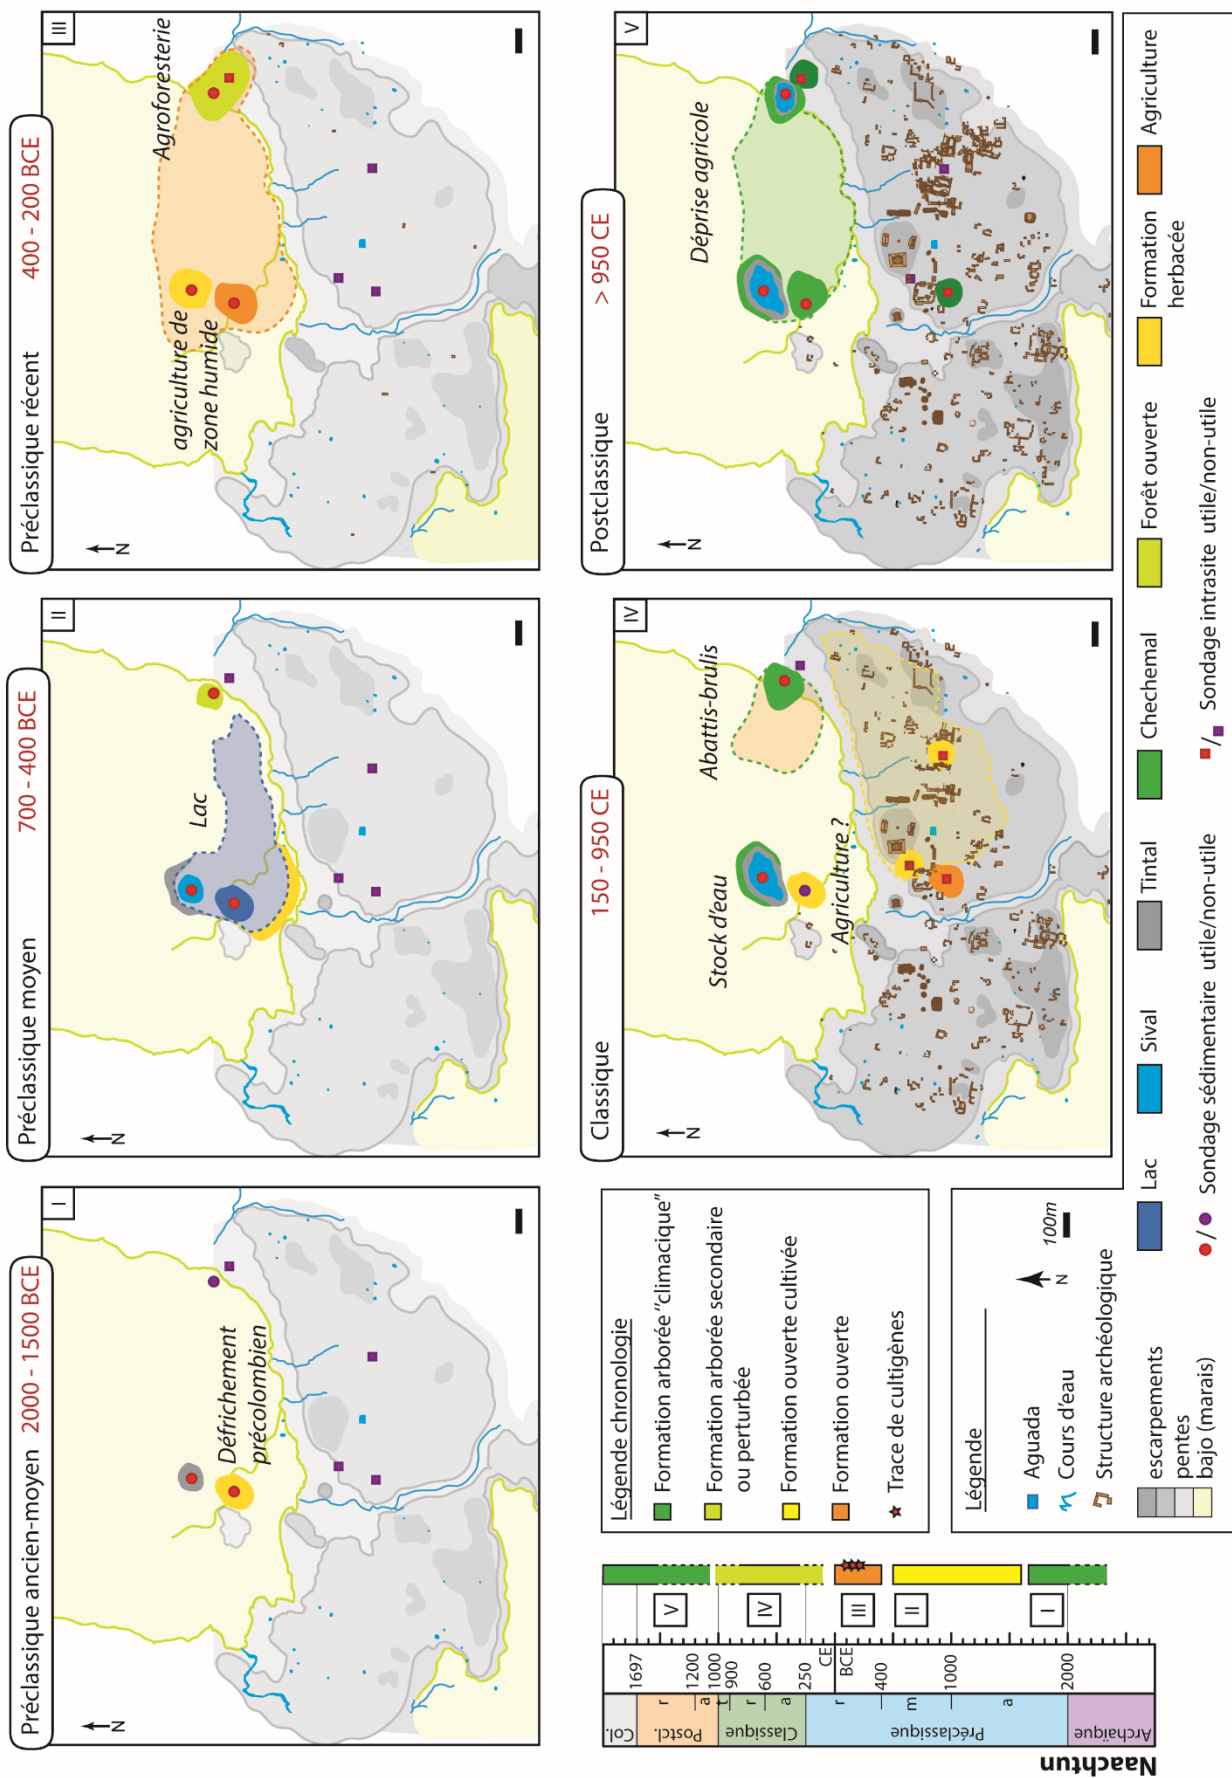 Préclassique ancien-moyen 2000 - 1500 BCE
I
N
Défrichement
précolombien
Préclassique moyen
700 - 400 BCE
II
N
Lac
Préclassique récent
400 - 200 BCE
III
N
agriculture de
zone humide
Agroforesterie
Naachtun
Col.
Postcl.
Classique
Préclassique
Archaïque
r
a
t
r
a
r
m
a
1697
1200
1000
900
600
250
CE
BCE
400
1000
2000
V
IV
III
II
I
Légende chronologie
Formation arborée "climacique"
Formation arborée secondaire
ou perturbée
Formation ouverte cultivée
Formation ouverte
Trace de cultigènes
Légende
Aguada
Cours d'eau
Structure archéologique
escarpements
pentes
bajo (marais)
N
100m
Classique
150 - 950 CE
IV
N
Stock d'eau
Abattis-brulis
Agriculture ?
Postclassique
> 950 CE
V
N
Déprise agricole
Lac
Sival
Tintal
Chechemal
Forêt ouverte
Formation
herbacée
Agriculture
/ Sondage sédimentaire utile/non-utile
/ Sondage intrasite utile/non-utile